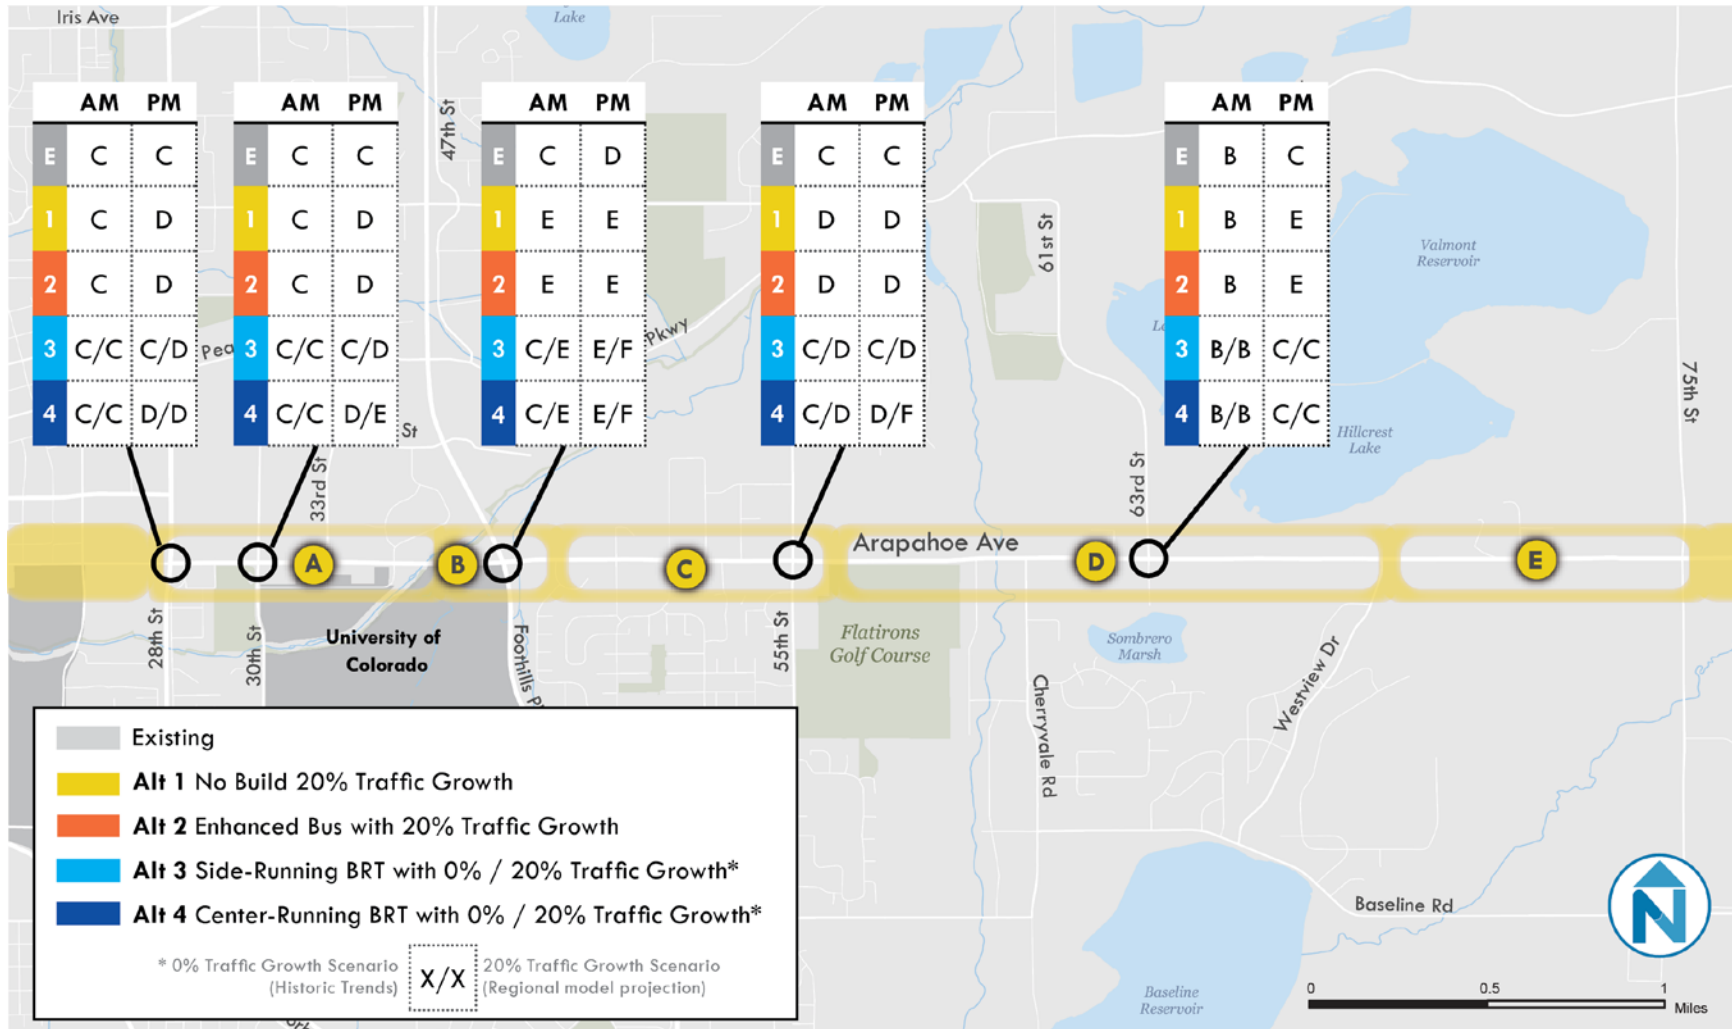 Iris Ave
Lake
AM PM
E C C
1 C D
2 C D
3 C/C C/D
4 C/C D/D
AM PM
E C C
1 C D
2 C D
3 C/C C/D
4 C/C D/E
47th St
AM PM
E C D
1 E E
2 E E
3 C/E E/F
4 C/E E/F
AM PM
E C C
1 D D
2 D D
3 C/D C/D
4 C/D D/F
61st St
AM PM
E B C
1 B E
2 B E
3 B/B C/C
4 B/B C/C
Valmont
Reservoir
Pkwy
75th St
St
Hillcrest
Lake
33rd St
63rd St
Arapahoe Ave
A
B
C
D
E
28th St
30th St
University of
Colorado
Foothills
55th St
Flatirons
Golf Course
Sombrero
Marsh
Cherryvale Rd
Westview Dr
Existing
Alt 1 No Build 20% Traffic Growth
Alt 2 Enhanced Bus with 20% Traffic Growth
Alt 3 Side-Running BRT with 0% / 20% Traffic Growth*
Alt 4 Center-Running BRT with 0% / 20% Traffic Growth*
* 0% Traffic Growth Scenario
(Historic Trends)
X/X
20% Traffic Growth Scenario
(Regional model projection)
Baseline Rd
Baseline
Reservoir
N
0 0.5 1
Miles